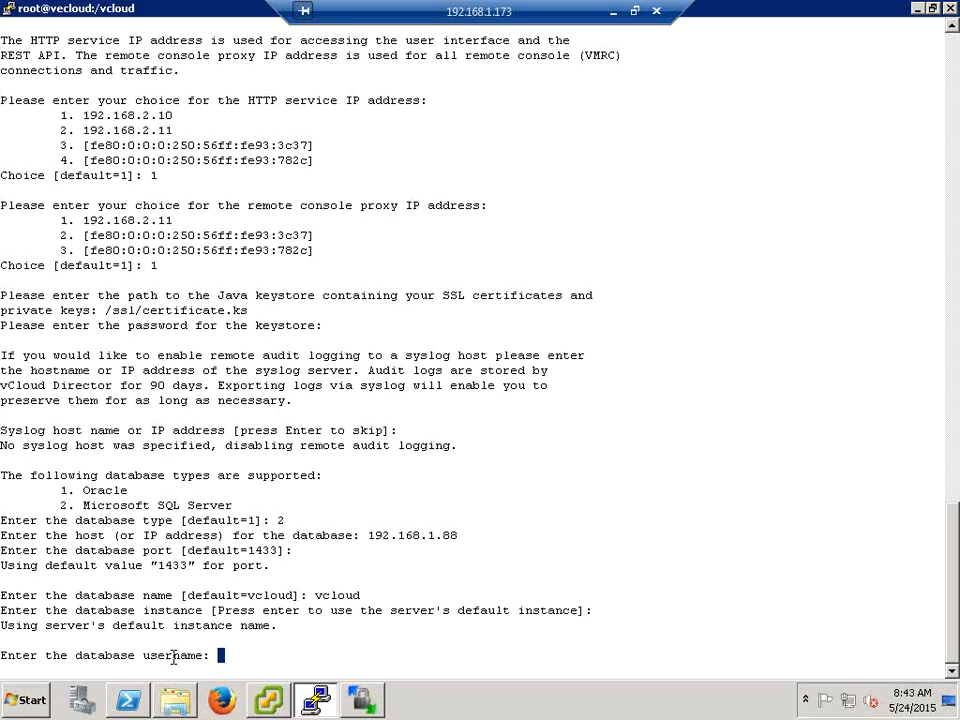 root@vecloud:/vcloud
192.168.1.173
The HTTP service IP address is used for accessing the user interface and the
REST API. The remote console proxy IP address is used for all remote console (VMRC)
connections and traffic.
Please enter your choice for the HTTP service IP address:
1. 192.168.2.10
2. 192.168.2.11
3. [fe80:0:0:0:250:56ff:fe93:3c37]
4. [fe80:0:0:0:250:56ff:fe93:782c]
Choice [default=1]: 1
Please enter your choice for the remote console proxy IP address:
1. 192.168.2.11
2. [fe80:0:0:0:250:56ff:fe93:3c37]
3. [fe80:0:0:0:250:56ff:fe93:782c]
Choice [default=1]: 1
Please enter the path to the Java keystore containing your SSL certificates and
private keys: /ssl/certificate.ks
Please enter the password for the keystore:
If you would like to enable remote audit logging to a syslog host please enter
the hostname or IP address of the syslog server. Audit logs are stored by
vCloud Director for 90 days. Exporting logs via syslog will enable you to
preserve them for as long as necessary.
Syslog host name or IP address [press Enter to skip]:
No syslog host was specified, disabling remote audit logging.
The following database types are supported:
1. Oracle
2. Microsoft SQL Server
Enter the database type [default=1]: 2
Enter the host (or IP address) for the database: 192.168.1.88
Enter the database port [default=1433]:
Using default value "1433" for port.
Enter the database name [default=vcloud]: vcloud
Enter the database instance [Press enter to use the server's default instance]:
Using server's default instance name.
Enter the database username:
Start
8:43 AM
5/24/2015